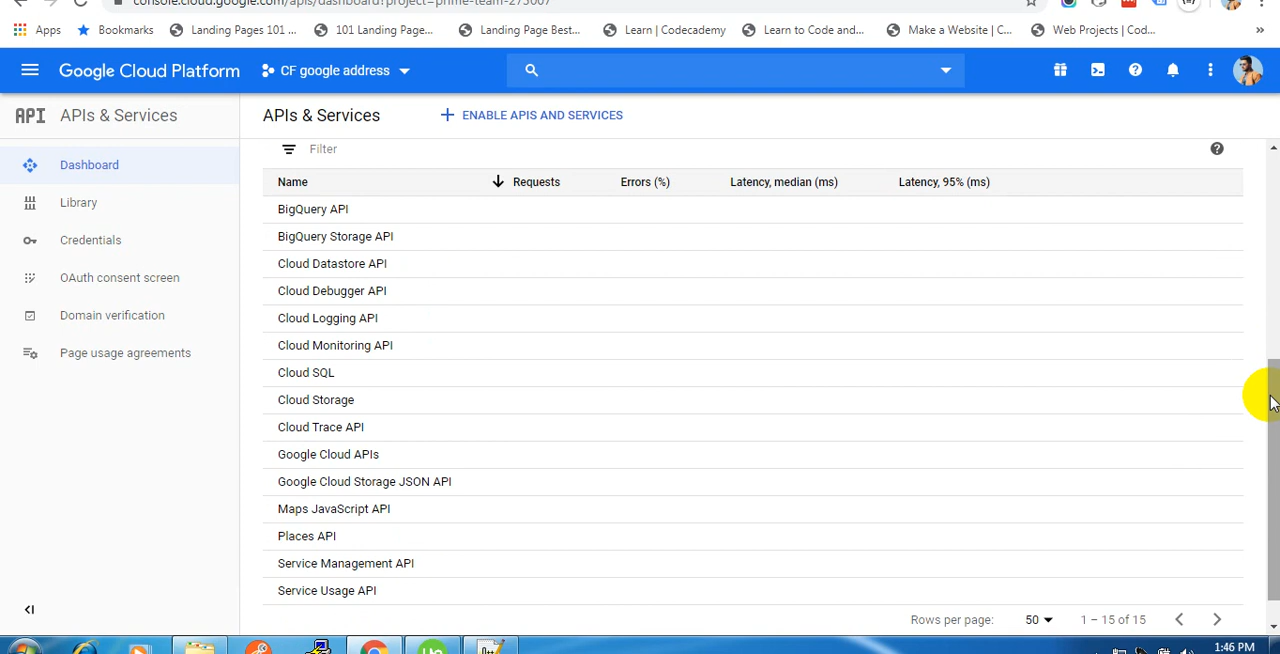 console.cloud.google.com/apis/dashboard?project=prime-team-275607
Apps Bookmarks Landing Pages 101 ... 101 Landing Page... Landing Page Best... Learn | Codecademy Learn to Code and... Make a Website | C... Web Projects | Cod... »
Google Cloud Platform CF google address
API APIs & Services APIs & Services ENABLE APIS AND SERVICES
Filter
Dashboard
Library
Credentials
OAuth consent screen
Domain verification
Page usage agreements
Name Requests Errors (%) Latency, median (ms) Latency, 95% (ms)
BigQuery API
BigQuery Storage API
Cloud Datastore API
Cloud Debugger API
Cloud Logging API
Cloud Monitoring API
Cloud SQL
Cloud Storage
Cloud Trace API
Google Cloud APIs
Google Cloud Storage JSON API
Maps JavaScript API
Places API
Service Management API
Service Usage API
Rows per page: 50 1 – 15 of 15
1:46 PM